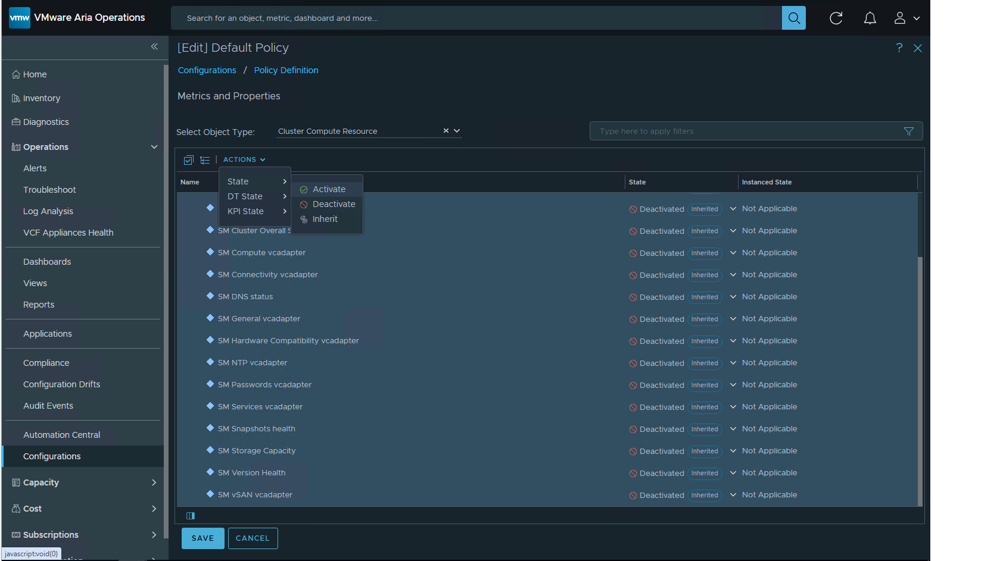 vmw VMware Aria Operations
Search for an object, metric, dashboard and more...
[Edit] Default Policy
?
Configurations / Policy Definition
Metrics and Properties
Select Object Type: Cluster Compute Resource
Type here to apply filters
Home
Inventory
Diagnostics
Operations
Alerts
Troubleshoot
Log Analysis
VCF Appliances Health
Dashboards
Views
Reports
Applications
Compliance
Configuration Drifts
Audit Events
Automation Central
Configurations
Capacity
Cost
Subscriptions
javascript:void(0)
ACTIONS
Name State Instanced State
State
DT State
KPI State
Activate
Deactivate
Inherit
Deactivated Inherited Not Applicable
SM Cluster Overall Deactivated Inherited Not Applicable
SM Compute vcadapter Deactivated Inherited Not Applicable
SM Connectivity vcadapter Deactivated Inherited Not Applicable
SM DNS status Deactivated Inherited Not Applicable
SM General vcadapter Deactivated Inherited Not Applicable
SM Hardware Compatibility vcadapter Deactivated Inherited Not Applicable
SM NTP vcadapter Deactivated Inherited Not Applicable
SM Passwords vcadapter Deactivated Inherited Not Applicable
SM Services vcadapter Deactivated Inherited Not Applicable
SM Snapshots health Deactivated Inherited Not Applicable
SM Storage Capacity Deactivated Inherited Not Applicable
SM Version Health Deactivated Inherited Not Applicable
SM vSAN vcadapter Deactivated Inherited Not Applicable
SAVE CANCEL